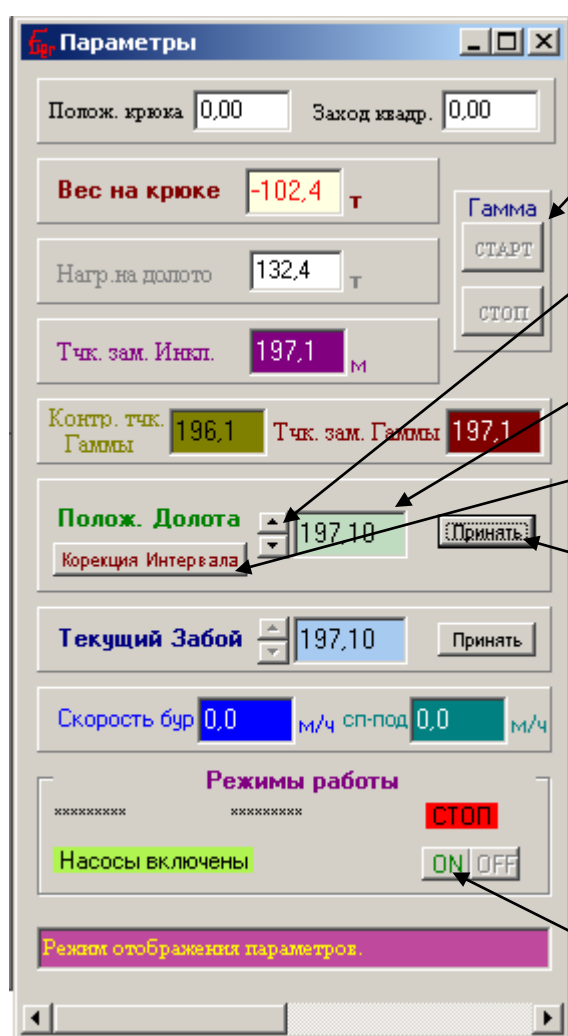 Бgr Параметры
Полож. крюка 0,00 Заход квадр. 0,00
Вес на крюке -102,4 т
Гамма
СТАРТ
Нагр.на долото 132,4 т
СТОП
Тчк. зам. Инкл. 197,1 м
Контр. тчк. Гаммы 196,1 Тчк. зам. Гаммы 197,1
Полож. Долота 197,10 Принять
Корекция Интервала
Текущий Забой 197,10 Принять
Скорость бур 0,0 м/ч сп-под 0,0 м/ч
Режимы работы
********* ********* СТОП
Насосы включены ON OFF
Режим отображения параметров.